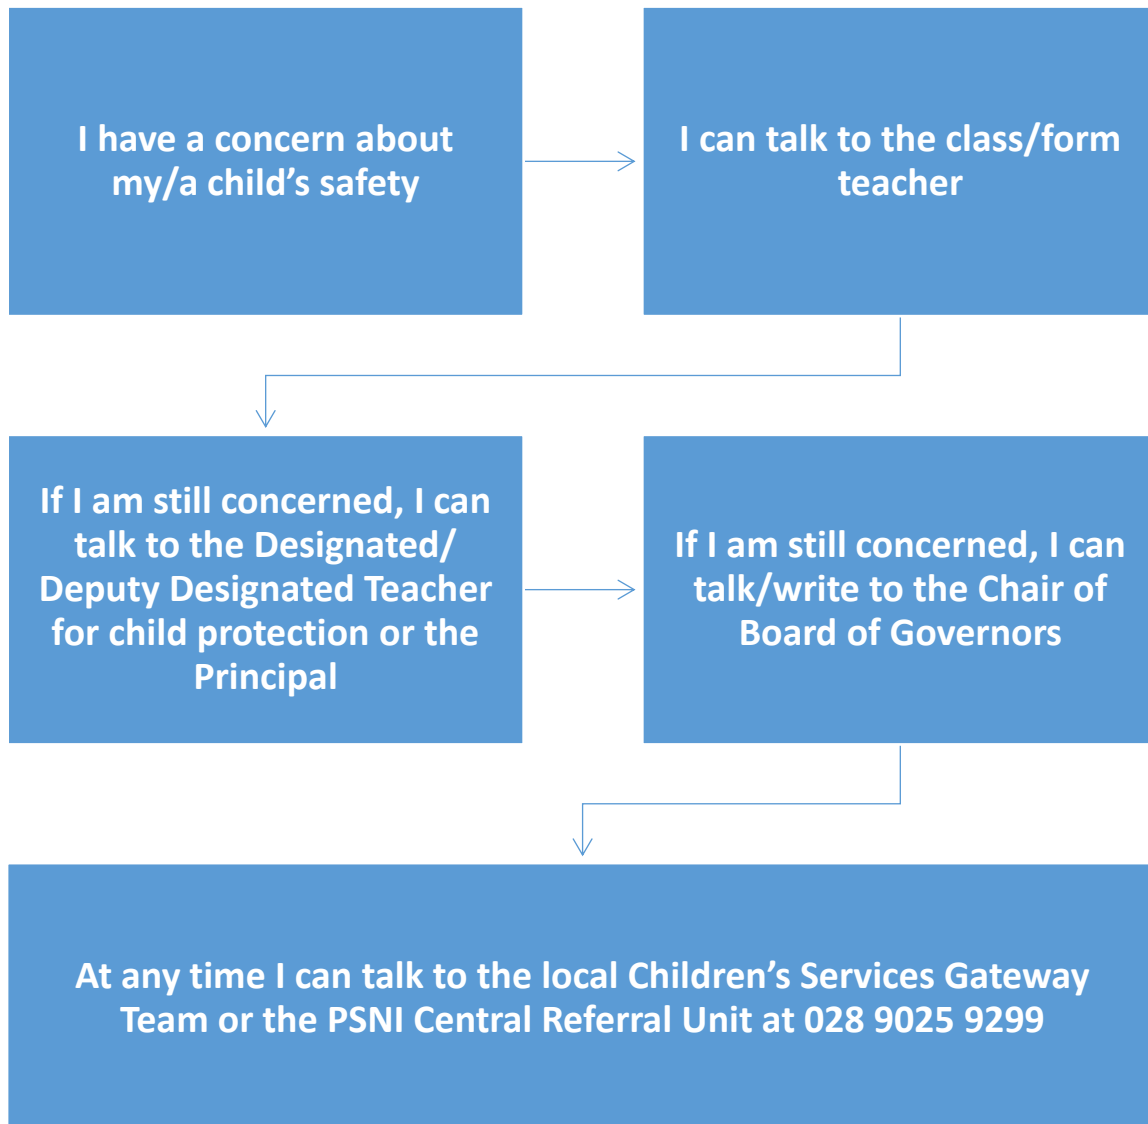 I have a concern about
my/a child’s safety
I can talk to the class/form
teacher
If I am still concerned, I can
talk to the Designated/
Deputy Designated Teacher
for child protection or the
Principal
If I am still concerned, I can
talk/write to the Chair of
Board of Governors
At any time I can talk to the local Children’s Services Gateway
Team or the PSNI Central Referral Unit at 028 9025 9299